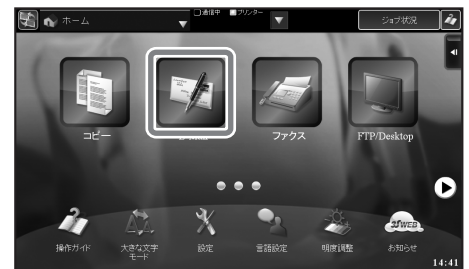 ホーム
通信中 プリンター
ジョブ状況
コピー
ファクス
FTP/Desktop
操作ガイド
大きな文字
モード
設定
言語設定
明度調整
WEB
お知らせ
14:41